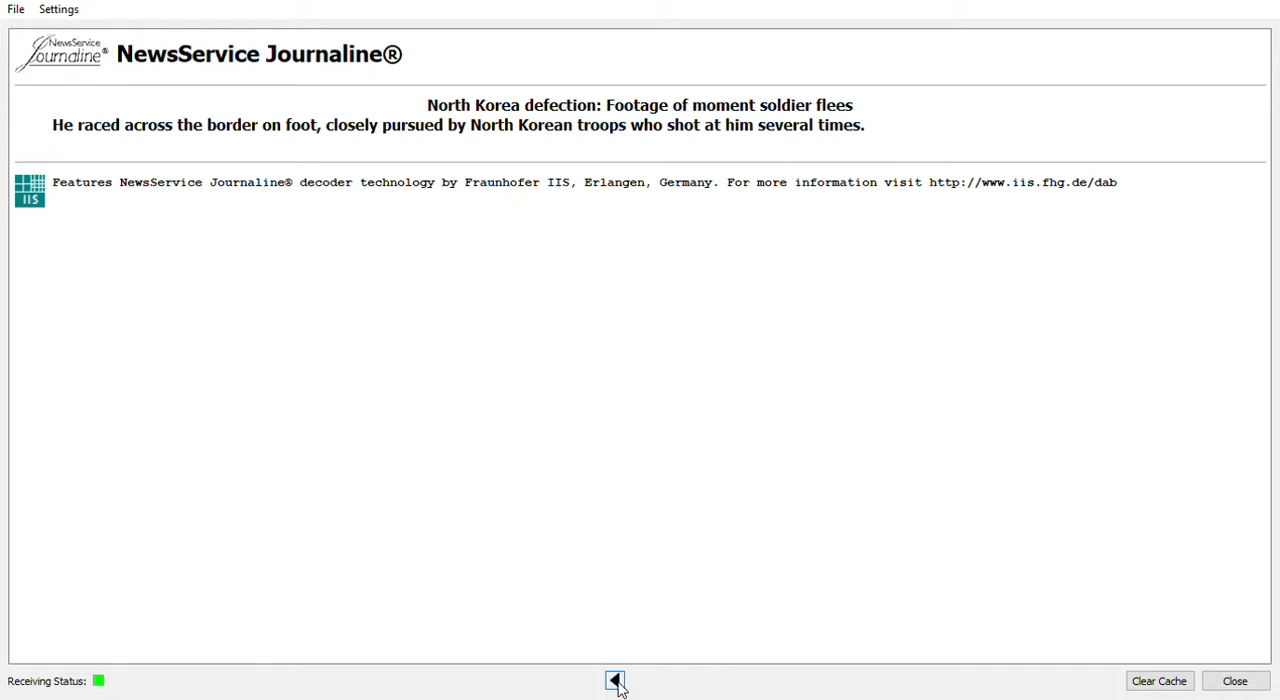 File Settings
NewsService
Journaline® NewsService Journaline®
North Korea defection: Footage of moment soldier flees
He raced across the border on foot, closely pursued by North Korean troops who shot at him several times.
Features NewsService Journaline® decoder technology by Fraunhofer IIS, Erlangen, Germany. For more information visit http://www.iis.fhg.de/dab
IIS
Receiving Status: Clear Cache Close